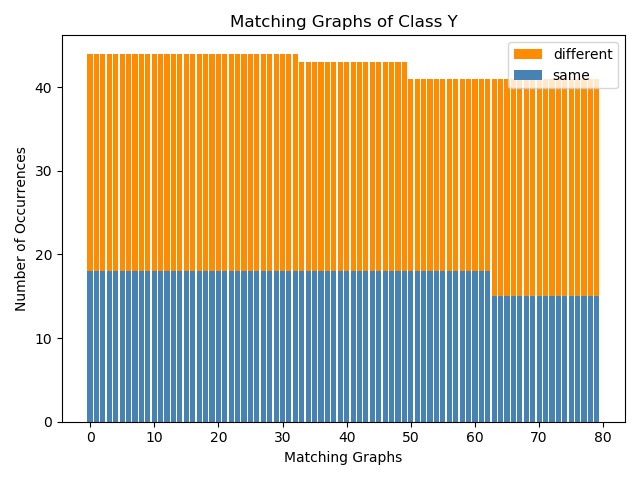 Matching Graphs of Class Y
different
same
Number of Occurrences
40
30
20
10
0
0 10 20 30 40 50 60 70 80
Matching Graphs